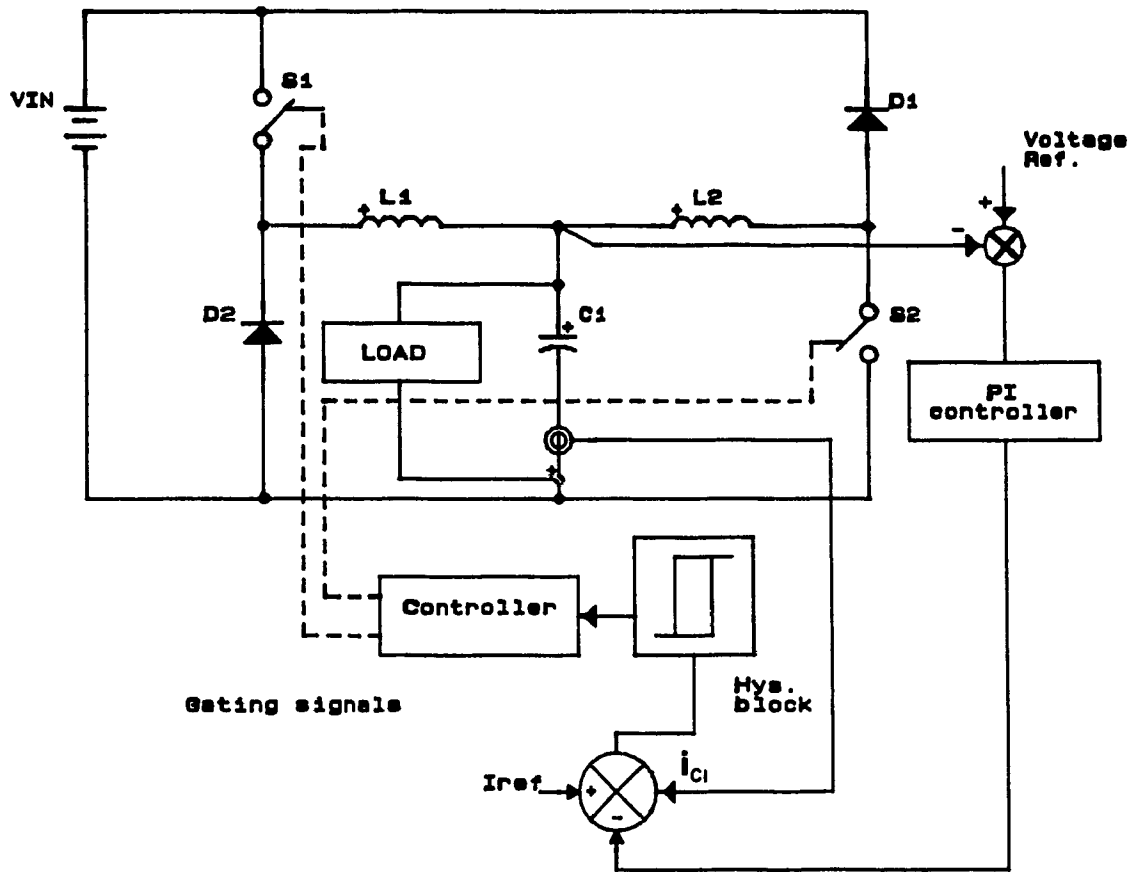 S1
VIN
D1
Voltage
Ref.
+
L1
+
L2
+
-
D2
C1
+
S2
LOAD
PI
controller
+
Controller
Hys.
block
Gating signals
iC1
Iref
+
-